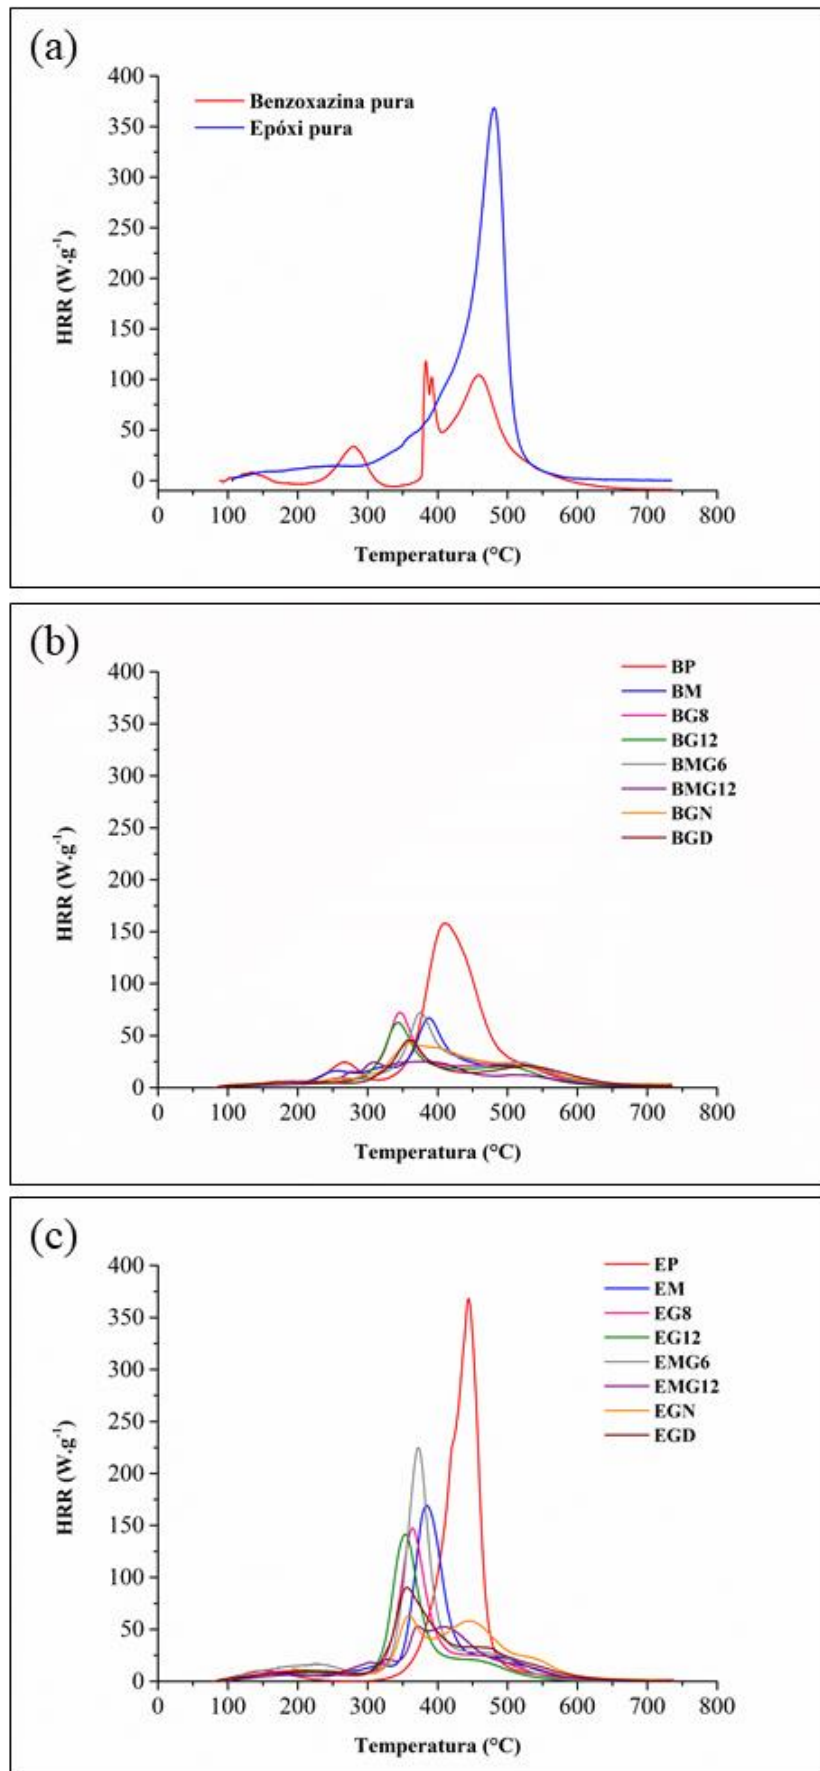 (a)
400
350
300
250
200
150
100
50
0
HRR (W.g⁻¹)
Benzoxazina pura
Epóxi pura
0 100 200 300 400 500 600 700 800
Temperatura (°C)
(b)
400
350
300
250
200
150
100
50
0
HRR (W.g⁻¹)
BP
BM
BG8
BG12
BMG6
BMG12
BGN
BGD
0 100 200 300 400 500 600 700 800
Temperatura (°C)
(c)
400
350
300
250
200
150
100
50
0
HRR (W.g⁻¹)
EP
EM
EG8
EG12
EMG6
EMG12
EGN
EGD
0 100 200 300 400 500 600 700 800
Temperatura (°C)